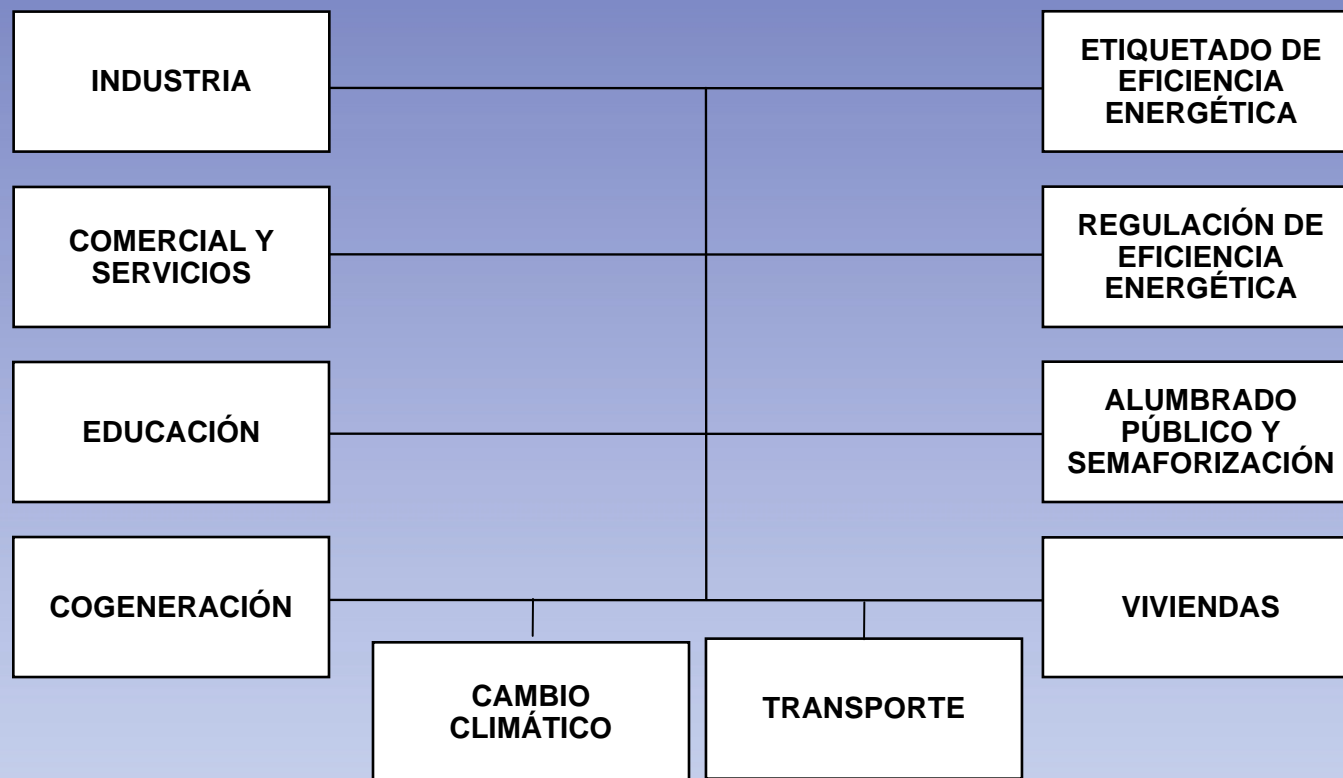 INDUSTRIA
ETIQUETADO DE
EFICIENCIA
ENERGÉTICA
COMERCIAL Y
SERVICIOS
REGULACIÓN DE
EFICIENCIA
ENERGÉTICA
EDUCACIÓN
ALUMBRADO
PÚBLICO Y
SEMAFORIZACIÓN
COGENERACIÓN
VIVIENDAS
CAMBIO
CLIMÁTICO
TRANSPORTE